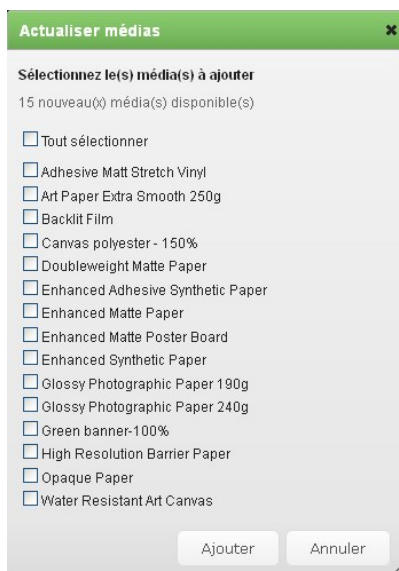 Actualiser médias
Sélectionnez le(s) média(s) à ajouter
15 nouveau(x) média(s) disponible(s)
Tout sélectionner
Adhesive Matt Stretch Vinyl
Art Paper Extra Smooth 250g
Backlit Film
Canvas polyester - 150%
Doubleweight Matte Paper
Enhanced Adhesive Synthetic Paper
Enhanced Matte Paper
Enhanced Matte Poster Board
Enhanced Synthetic Paper
Glossy Photographic Paper 190g
Glossy Photographic Paper 240g
Green banner-100%
High Resolution Barrier Paper
Opaque Paper
Water Resistant Art Canvas
Ajouter Annuler